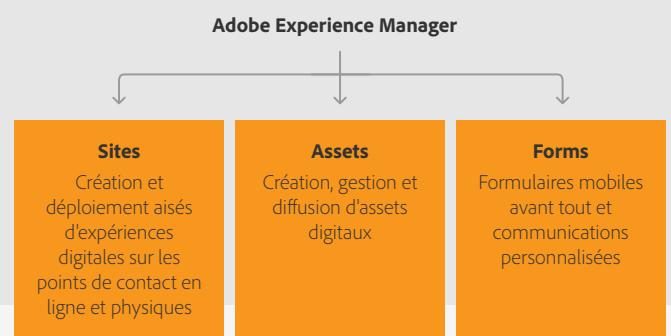 Adobe Experience Manager
Sites
Création et
déploiement aisés
d'expériences
digitales sur les
points de contact en
ligne et physiques
Assets
Création, gestion et
diffusion d'assets
digitaux
Forms
Formulaires mobiles
avant tout et
communications
personnalisées